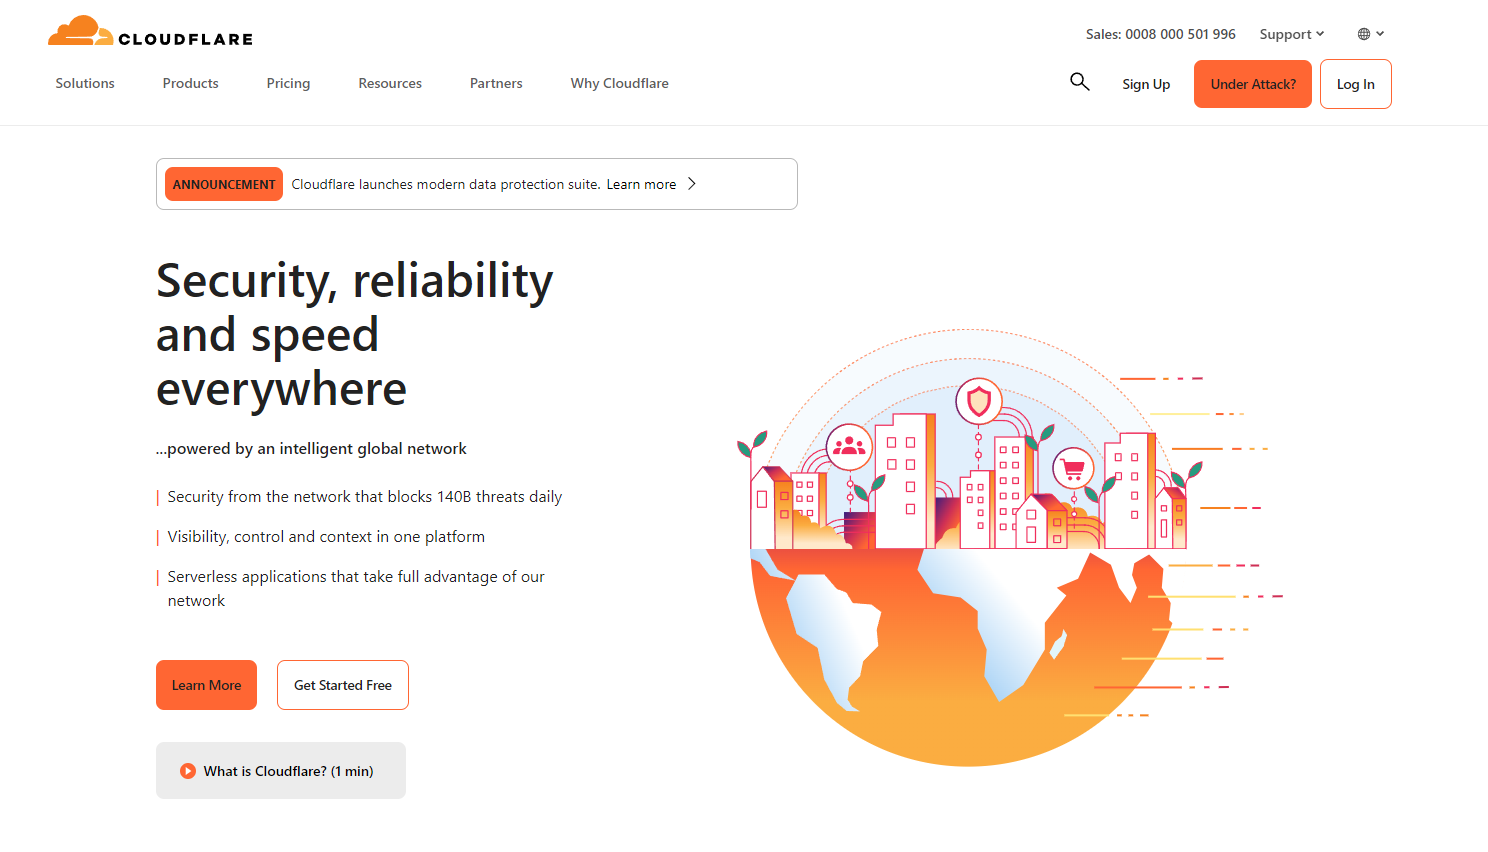 CLOUDFLARE
Sales: 0008 000 501 996
Support
Solutions
Products
Pricing
Resources
Partners
Why Cloudflare
Sign Up
Under Attack?
Log In
ANNOUNCEMENT Cloudflare launches modern data protection suite. Learn more
Security, reliability
and speed
everywhere
...powered by an intelligent global network
Security from the network that blocks 140B threats daily
Visibility, control and context in one platform
Serverless applications that take full advantage of our
network
Learn More
Get Started Free
What is Cloudflare? (1 min)